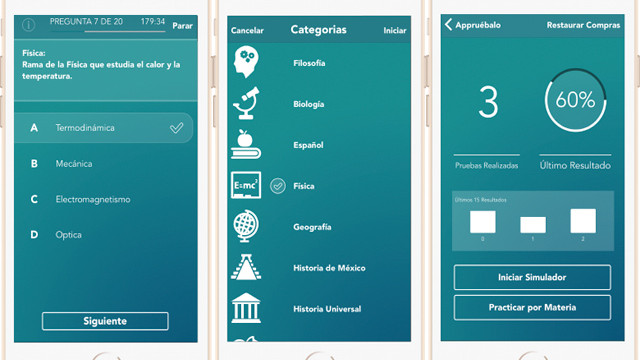 PREGUNTA 7 DE 20
179:34
Parar
Física:
Rama de la Física que estudia el calor y la
temperatura.
A Termodinámica
B Mecánica
C Electromagnetismo
D Optica
Siguiente
Cancelar
Categorias
Iniciar
Filosofía
Biología
Español
E=mc²
Física
Geografía
Historia de México
Historia Universal
Appruébalo
Restaurar Compras
3
60%
Pruebas Realizadas
Último Resultado
Últimos 15 Resultados
0 1 2
Iniciar Simulador
Practicar por Materia